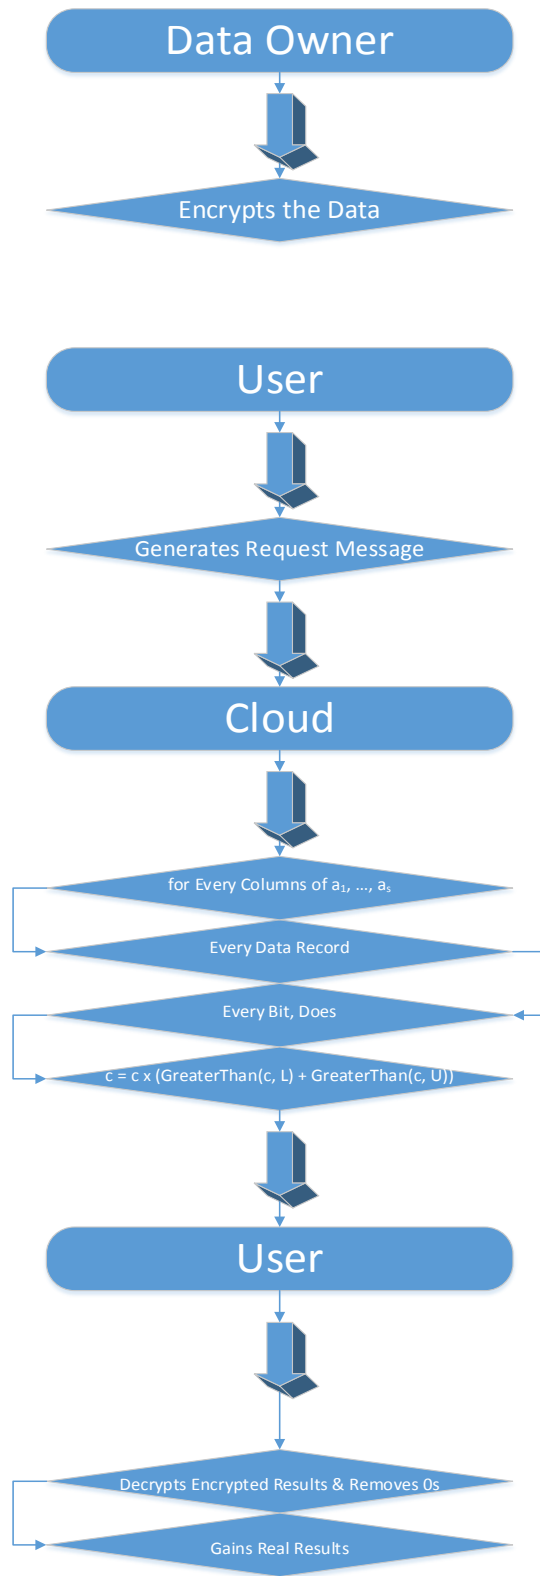 Data Owner
Encrypts the Data
User
Generates Request Message
Cloud
for Every Columns of a₁, ..., aₛ
Every Data Record
Every Bit, Does
c = c x (GreaterThan(c, L) + GreaterThan(c, U))
User
Decrypts Encrypted Results & Removes 0s
Gains Real Results